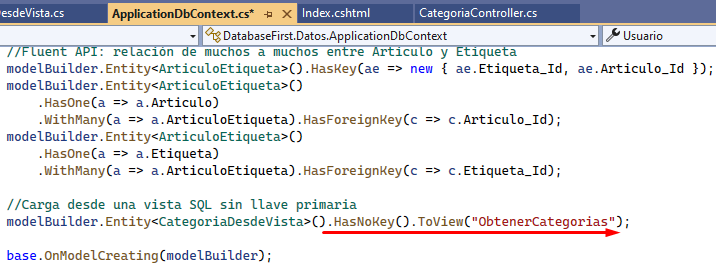 esdeVista.cs ApplicationDbContext.cs* Index.cshtml CategoriaController.cs
DatabaseFirst.Datos.ApplicationDbContext Usuario
//Fluent API: relación de muchos a muchos entre Articulo y Etiqueta
modelBuilder.Entity<ArticuloEtiqueta>().HasKey(ae => new { ae.Etiqueta_Id, ae.Articulo_Id });
modelBuilder.Entity<ArticuloEtiqueta>()
.HasOne(a => a.Articulo)
.WithMany(a => a.ArticuloEtiqueta).HasForeignKey(c => c.Articulo_Id);
modelBuilder.Entity<ArticuloEtiqueta>()
.HasOne(a => a.Etiqueta)
.WithMany(a => a.ArticuloEtiqueta).HasForeignKey(c => c.Etiqueta_Id);
//Carga desde una vista SQL sin llave primaria
modelBuilder.Entity<CategoriaDesdeVista>().HasNoKey().ToView("ObtenerCategorias");
base.OnModelCreating(modelBuilder);